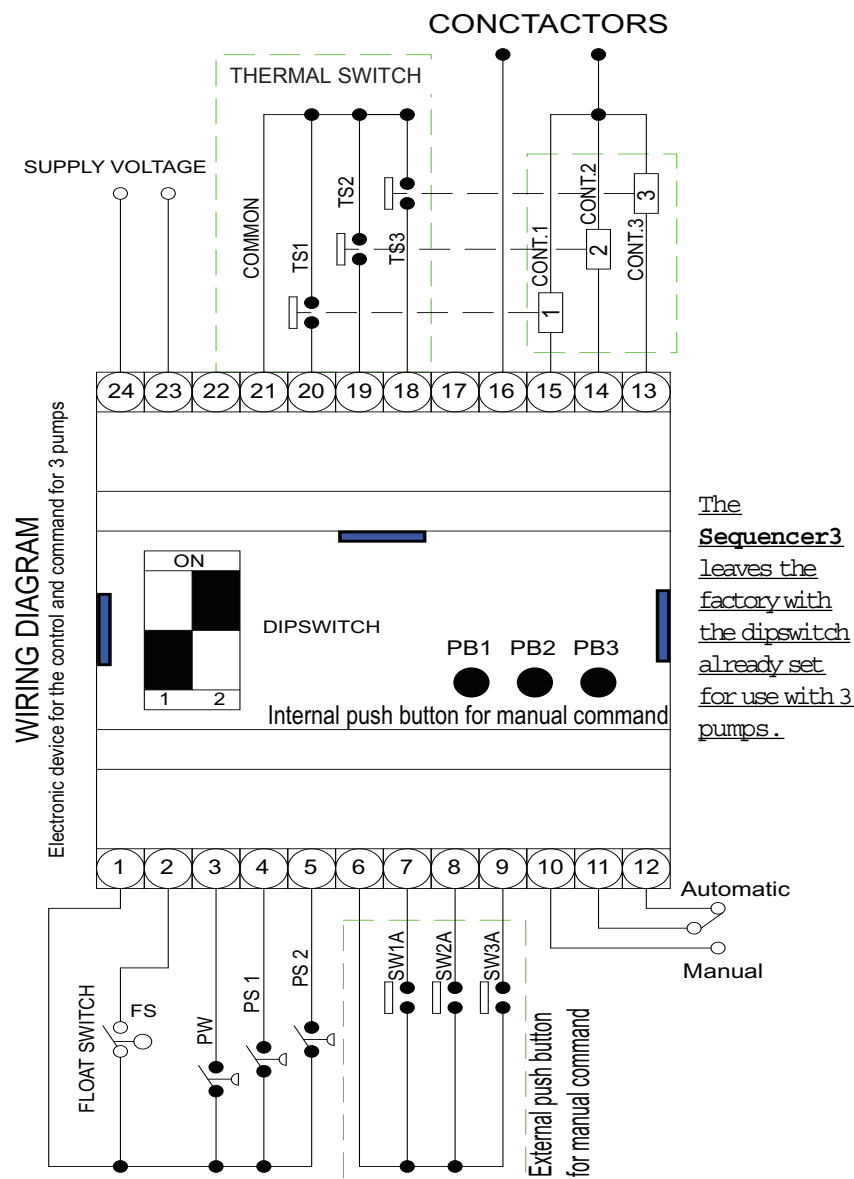 CONCTACTORS
THERMAL SWITCH
SUPPLY VOLTAGE
COMMON
TS1
TS2
TS3
CONT.1
CONT.2
CONT.3
1
2
3
24 23 22 21 20 19 18 17 16 15 14 13
WIRING DIAGRAM
Electronic device for the control and command for 3 pumps
ON
1 2
DIPSWITCH
PB1 PB2 PB3
Internal push button for manual command
The
Sequencer3
leaves the
factory with
the dipswitch
already set
for use with 3
pumps.
1 2 3 4 5 6 7 8 9 10 11 12
Automatic
Manual
FLOAT SWITCH
FS
PW
PS 1
PS 2
SW1A
SW2A
SW3A
External push button
for manual command